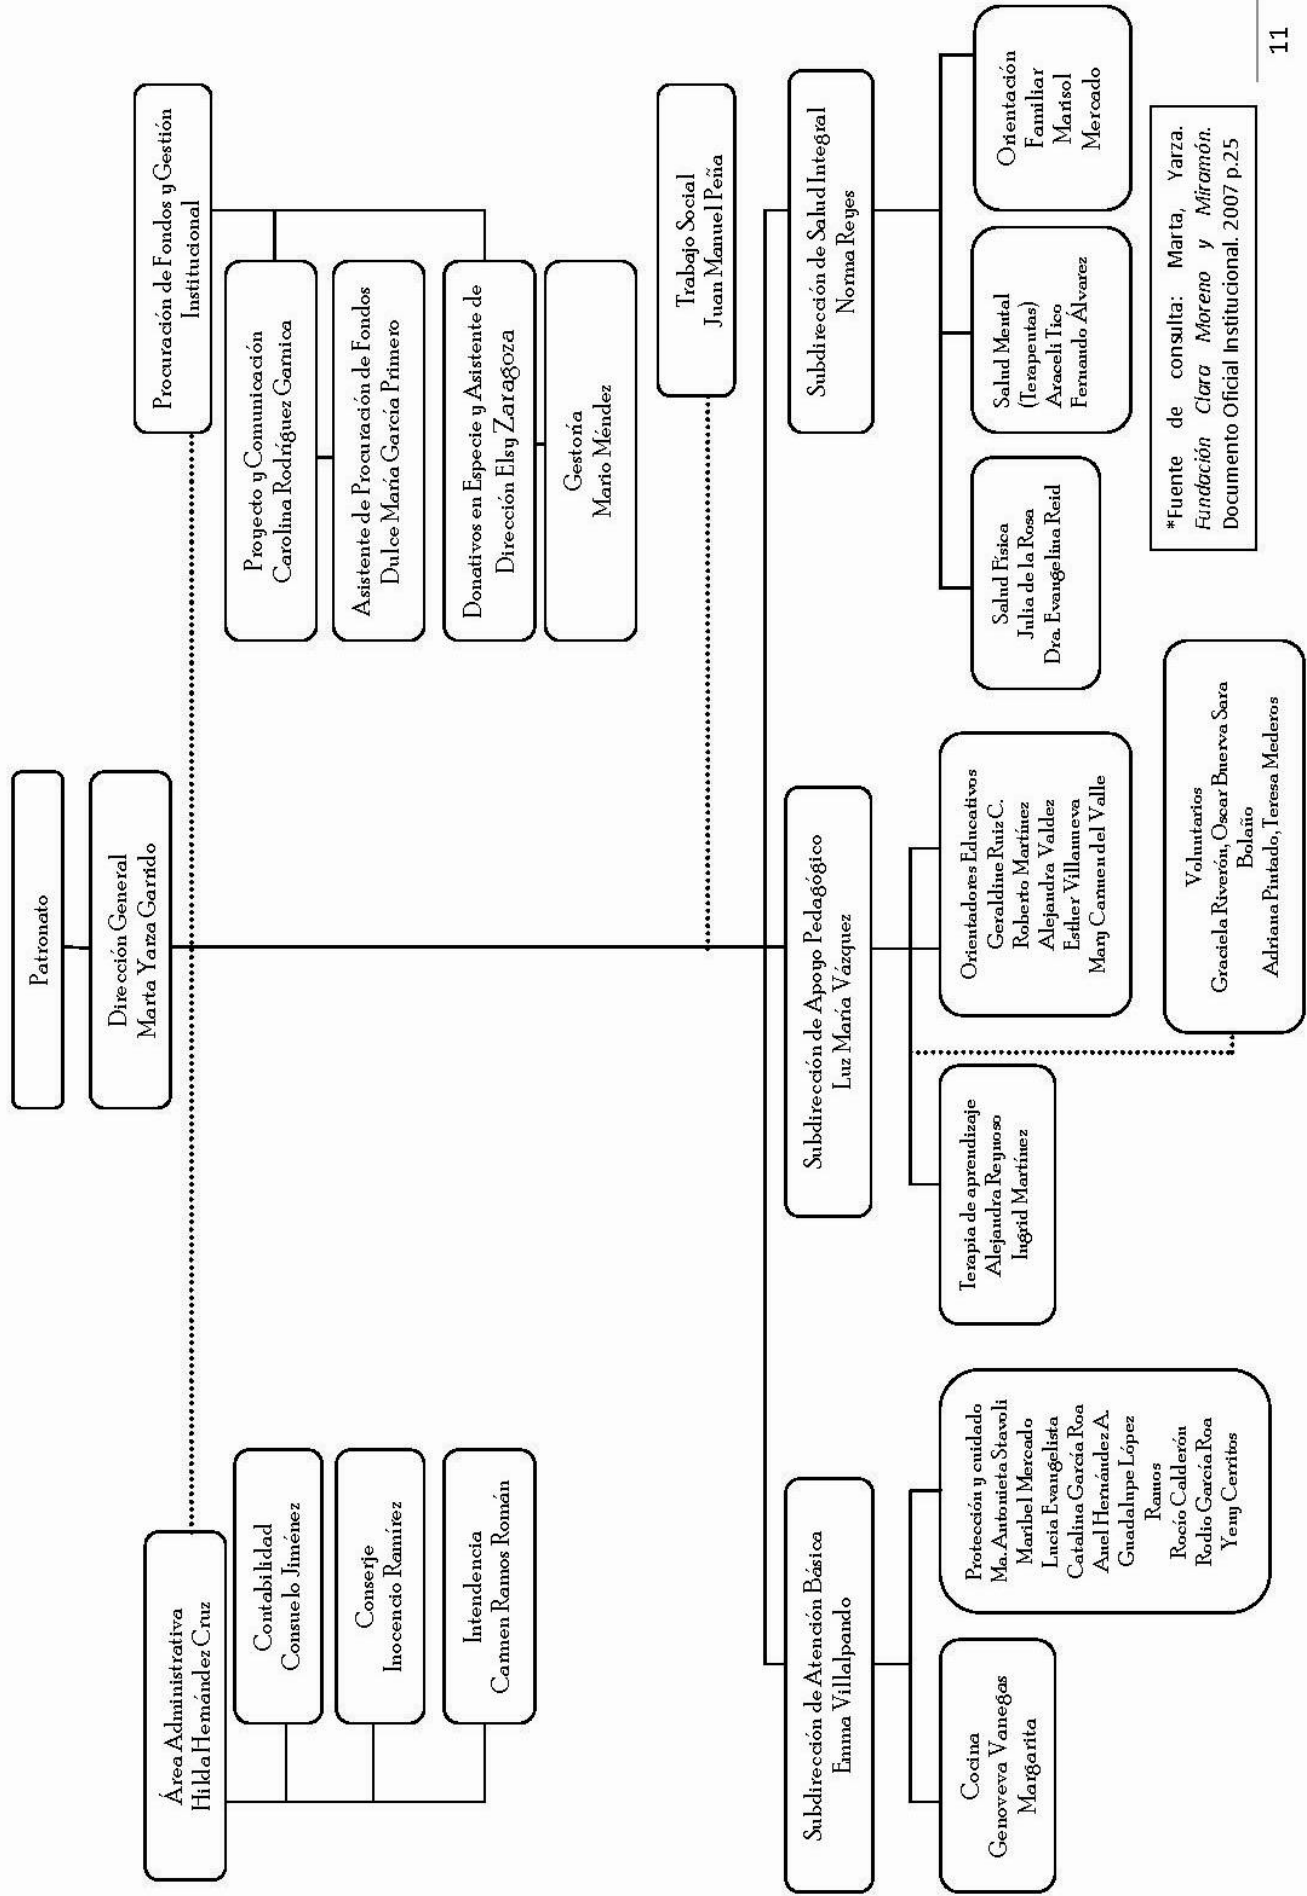 Patronato
Dirección General
Marta Yarza Garrido
Área Administrativa
Hilda Hernández Cruz
Contabilidad
Consuelo Jiménez
Conserje
Inocencio Ramírez
Intendencia
Carmen Ramos Román
Procuración de Fondos y Gestión
Institucional
Proyecto y Comunicación
Carolina Rodríguez Garnica
Asistente de Procuración de Fondos
Dulce María García Primero
Donativos en Especie y Asistente de
Dirección Elsy Zaragoza
Gestoría
Mario Méndez
Trabajo Social
Juan Manuel Peña
Subdirección de Atención Básica
Emma Villalpando
Cocina
Genoveva Vanegas
Margarita
Protección y cuidado
Ma. Antonieta Stavoli
Maribel Mercado
Lucia Evangelista
Catalina García Roa
Anel Hernández A.
Guadalupe López
Ramos
Rocío Calderón
Rodio García Roa
Yeny Cerritos
Subdirección de Apoyo Pedagógico
Luz María Vázquez
Terapia de aprendizaje
Alejandra Reynoso
Ingrid Martínez
Orientadores Educativos
Geraldine Ruiz C.
Roberto Martínez
Alejandra Valdez
Esther Villanueva
Mary Carmen del Valle
Voluntarios
Graciela Riverón, Oscar Buerva Sara
Bolaño
Adriana Pintado, Teresa Mederos
Subdirección de Salud Integral
Norma Reyes
Salud Física
Julia de la Rosa
Dra. Evangelina Reid
Salud Mental
(Terapeutas)
Araceli Tico
Fernando Álvarez
Orientación
Familiar
Marisol
Mercado
*Fuente de consulta: Marta, Yarza.
Fundación Clara Moreno y Miramón.
Documento Oficial Institucional. 2007 p.25
11